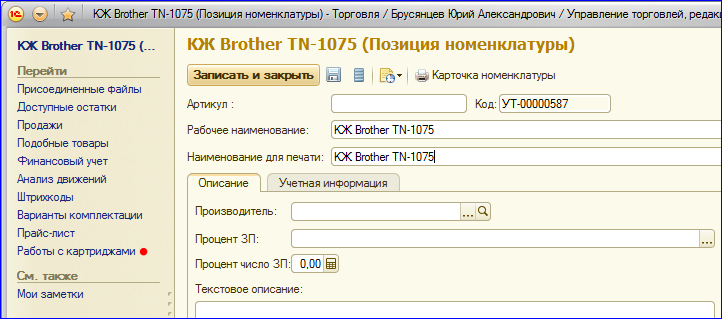 КЖ Brother TN-1075 (Позиция номенклатуры) - Торговля / Брусянцев Юрий Александрович / Управление торговлей, редак
КЖ Brother TN-1075 (...
Перейти
Присоединенные файлы
Доступные остатки
Продажи
Подобные товары
Финансовый учет
Анализ движений
Штрихкоды
Варианты комплектации
Прайс-лист
Работы с картриджами
См. также
Мои заметки
КЖ Brother TN-1075 (Позиция номенклатуры)
Записать и закрыть Карточка номенклатуры
Артикул : Код: УТ-00000587
Рабочее наименование: КЖ Brother TN-1075
Наименование для печати: КЖ Brother TN-1075
Описание Учетная информация
Производитель: ...
Процент ЗП: ...
Процент число ЗП: 0,00
Текстовое описание: